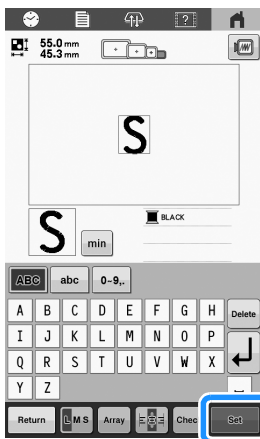 55.0 mm
45.3 mm
S
S
min
BLACK
ABC abc 0~9,.
A B C D E F G H Delete
I J K L M N O P
Q R S T U V W X
Y Z
Return L M S Array Chec Set